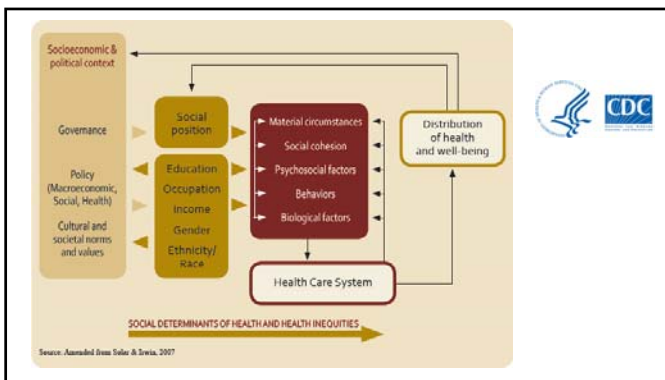 Socioeconomic &
political context
Governance
Policy
(Macroeconomic,
Social, Health)
Cultural and
societal norms
and values
Social
position
Education
Occupation
Income
Gender
Ethnicity/
Race
Material circumstances
Social cohesion
Psychosocial factors
Behaviors
Biological factors
Health Care System
Distribution
of health
and well-being
SOCIAL DETERMINANTS OF HEALTH AND HEALTH INEQUITIES
Source: Amended from Solar & Irwin, 2007
CDC